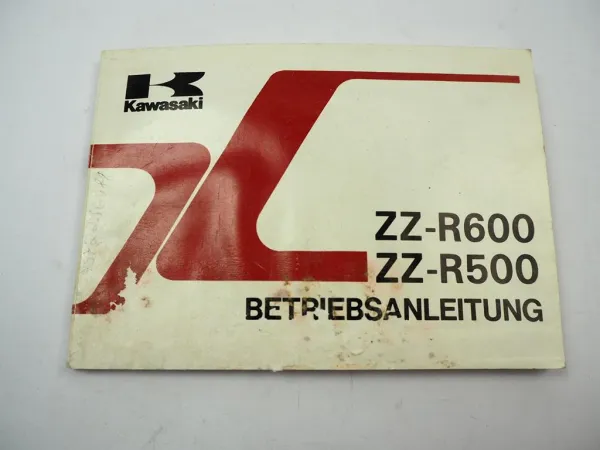 Kawasaki
ZZ-R600
ZZ-R500
BETRIEBSANLEITUNG